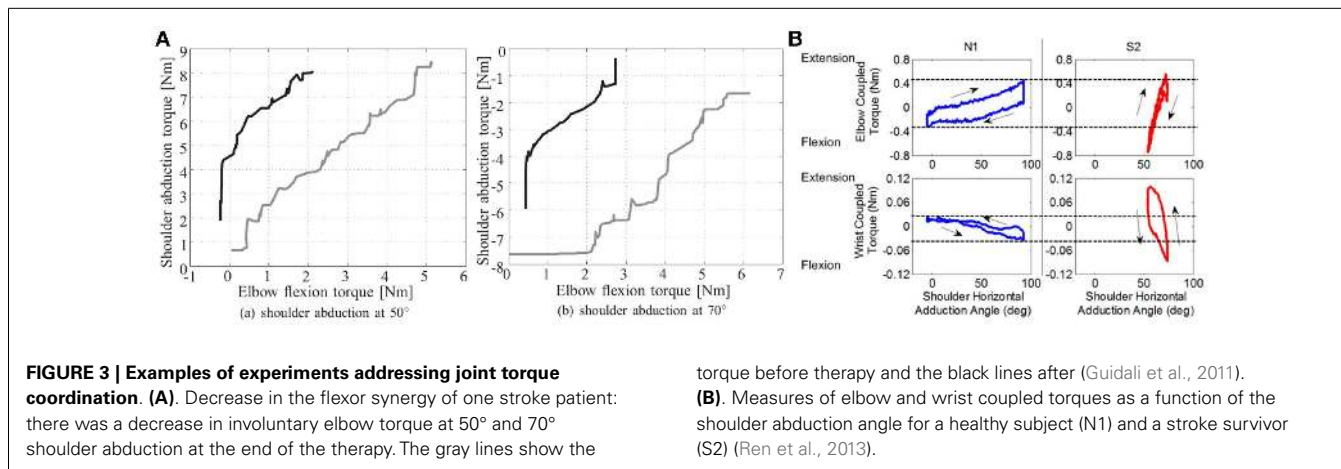 A
Shoulder abduction torque [Nm]
9
8
7
6
5
4
3
2
1
0
-1 0 1 2 3 4 5 6
Elbow flexion torque [Nm]
(a) shoulder abduction at 50°
Shoulder abduction torque [Nm]
0
-1
-2
-3
-4
-5
-6
-7
-8
0 1 2 3 4 5 6 7
Elbow flexion torque [Nm]
(b) shoulder abduction at 70°
B
N1
S2
Extension
Flexion
Elbow Coupled
Torque (Nm)
0.8
0.4
0
-0.4
-0.8
0.8
0.4
0
-0.4
-0.8
0 50 100
0 50 100
Extension
Flexion
Wrist Coupled
Torque (Nm)
0.12
0.06
0
-0.06
-0.12
0.12
0.06
0
-0.06
-0.12
0 50 100
0 50 100
Shoulder Horizontal
Adduction Angle (deg)
Shoulder Horizontal
Adduction Angle (deg)
FIGURE 3 | Examples of experiments addressing joint torque
coordination. (A). Decrease in the flexor synergy of one stroke patient:
there was a decrease in involuntary elbow torque at 50° and 70°
shoulder abduction at the end of the therapy. The gray lines show the
torque before therapy and the black lines after (Guidali et al., 2011).
(B). Measures of elbow and wrist coupled torques as a function of the
shoulder abduction angle for a healthy subject (N1) and a stroke survivor
(S2) (Ren et al., 2013).